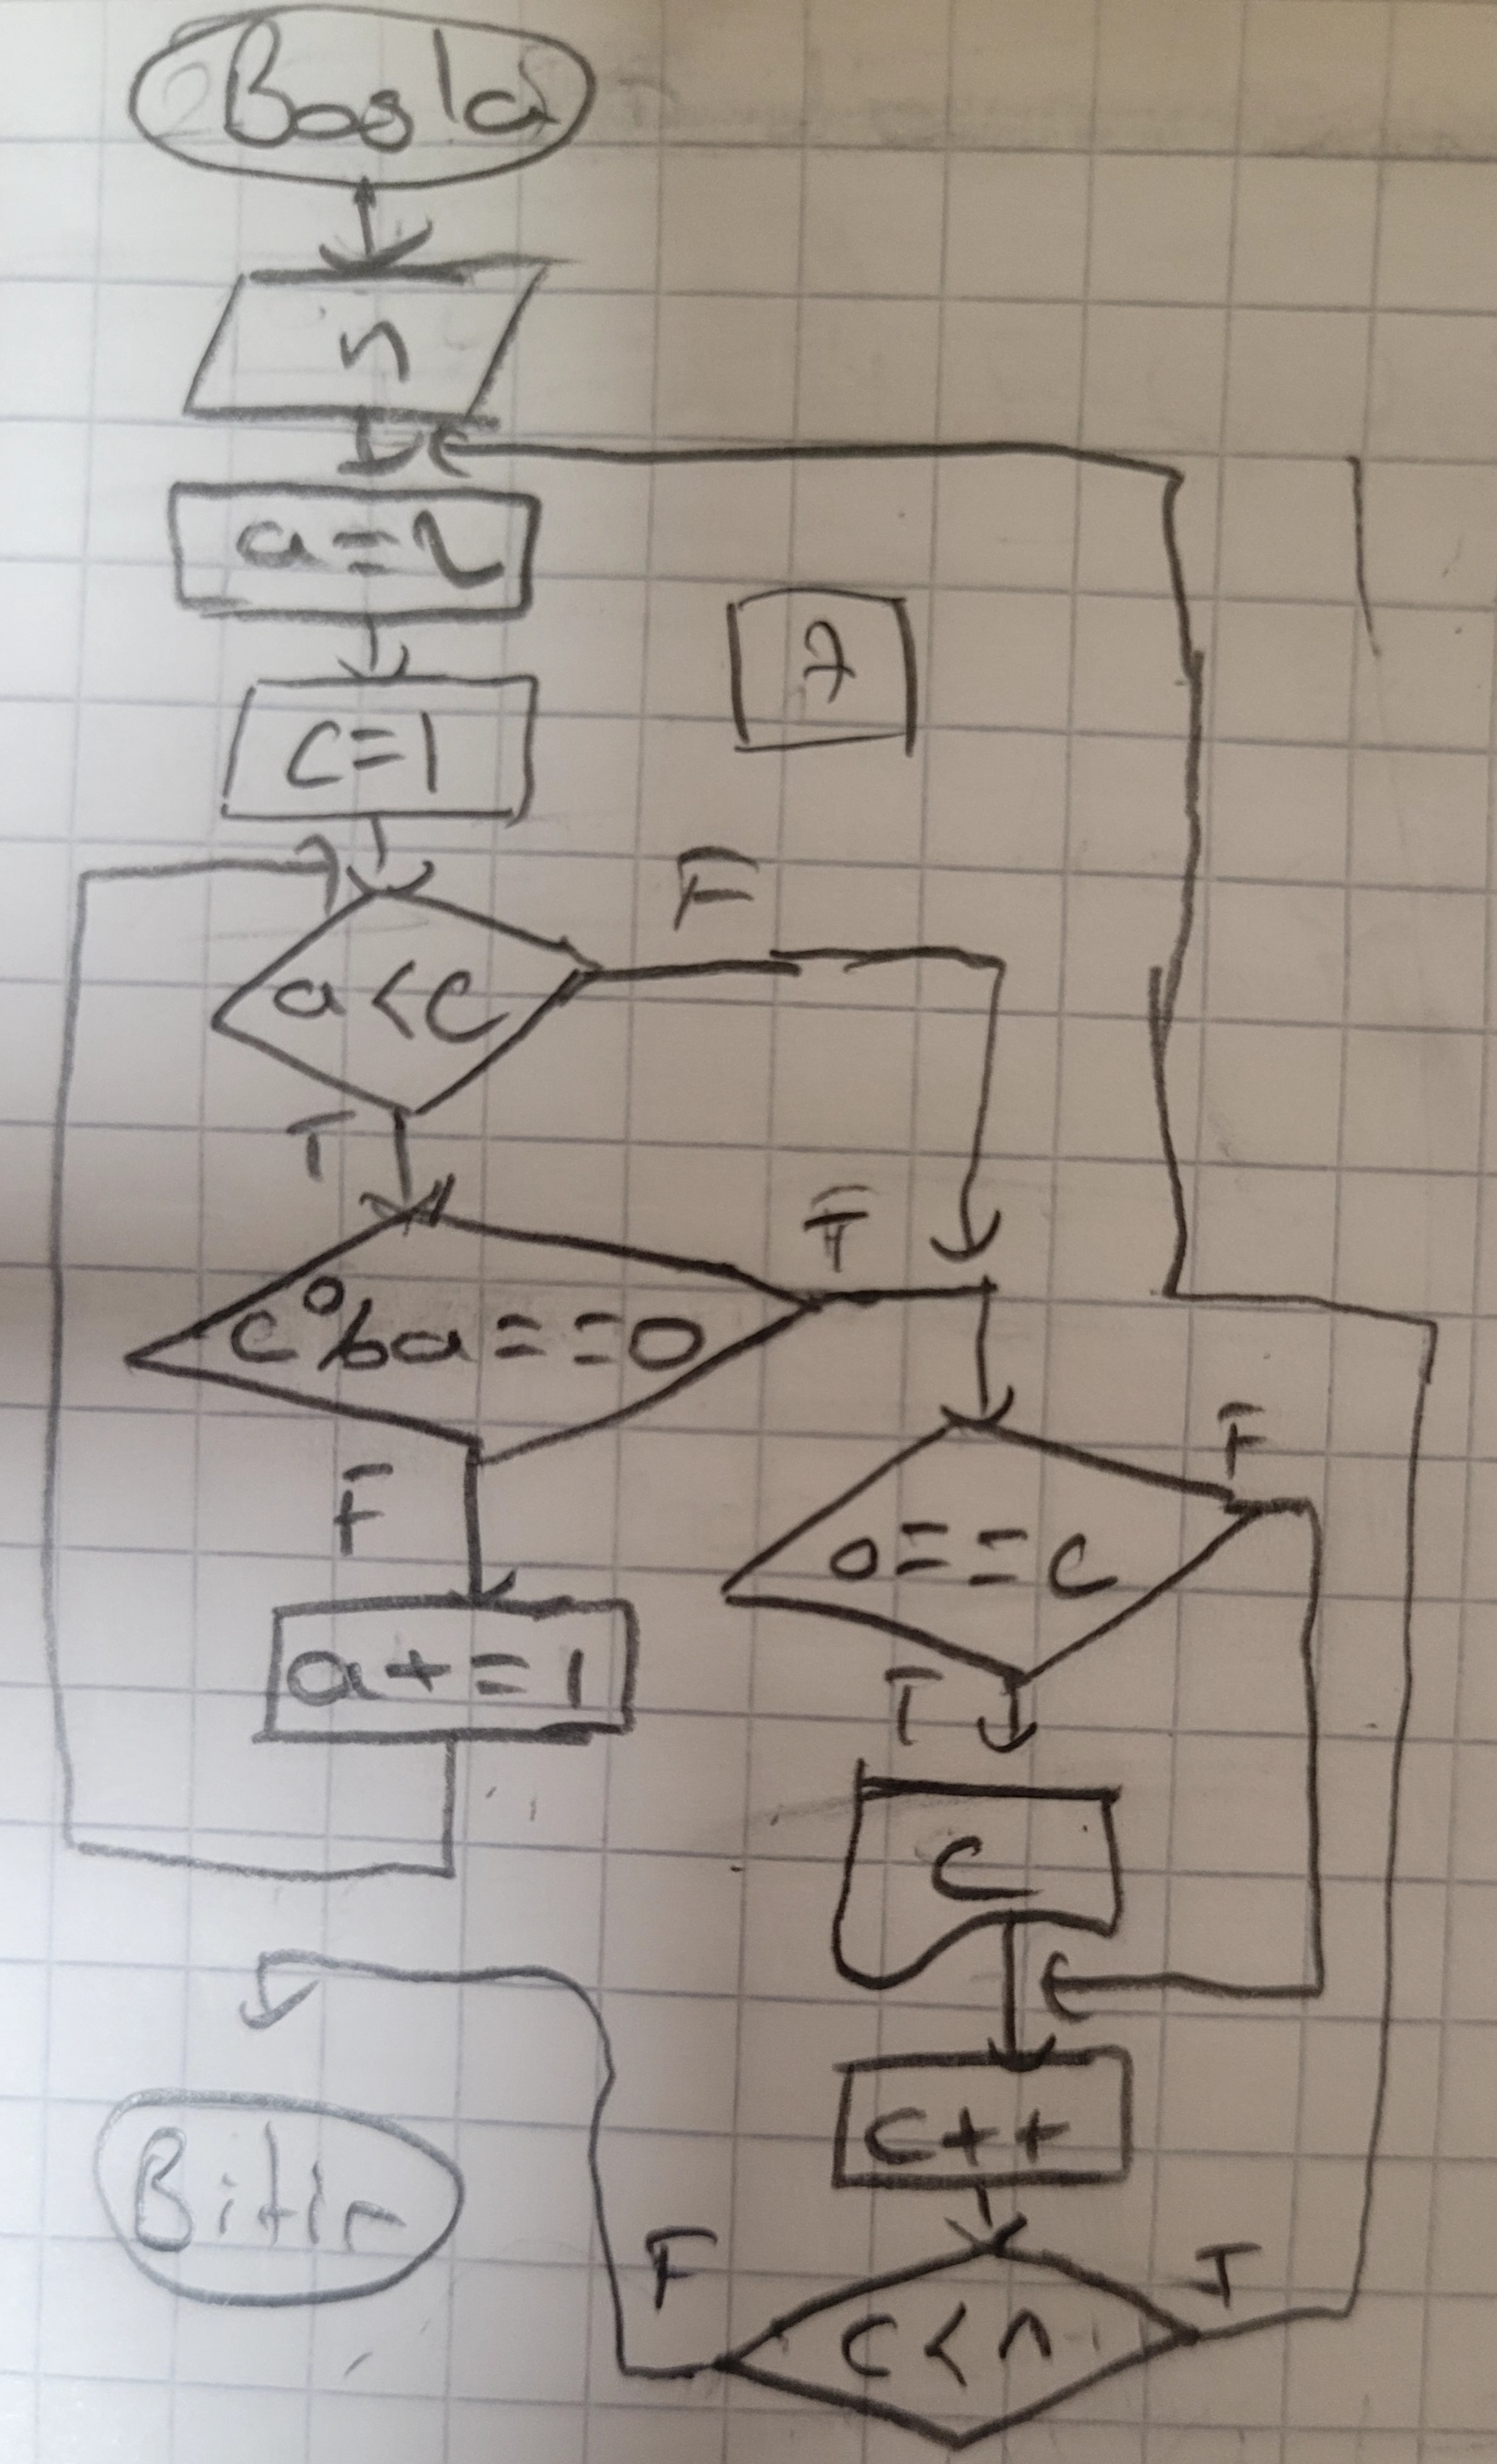 Başla
n
a=2
7
c=1
a<c
F
T
c%a==0
T
F
a==c
F
T
a+=1
c
c++
Bitir
c<n
F
T